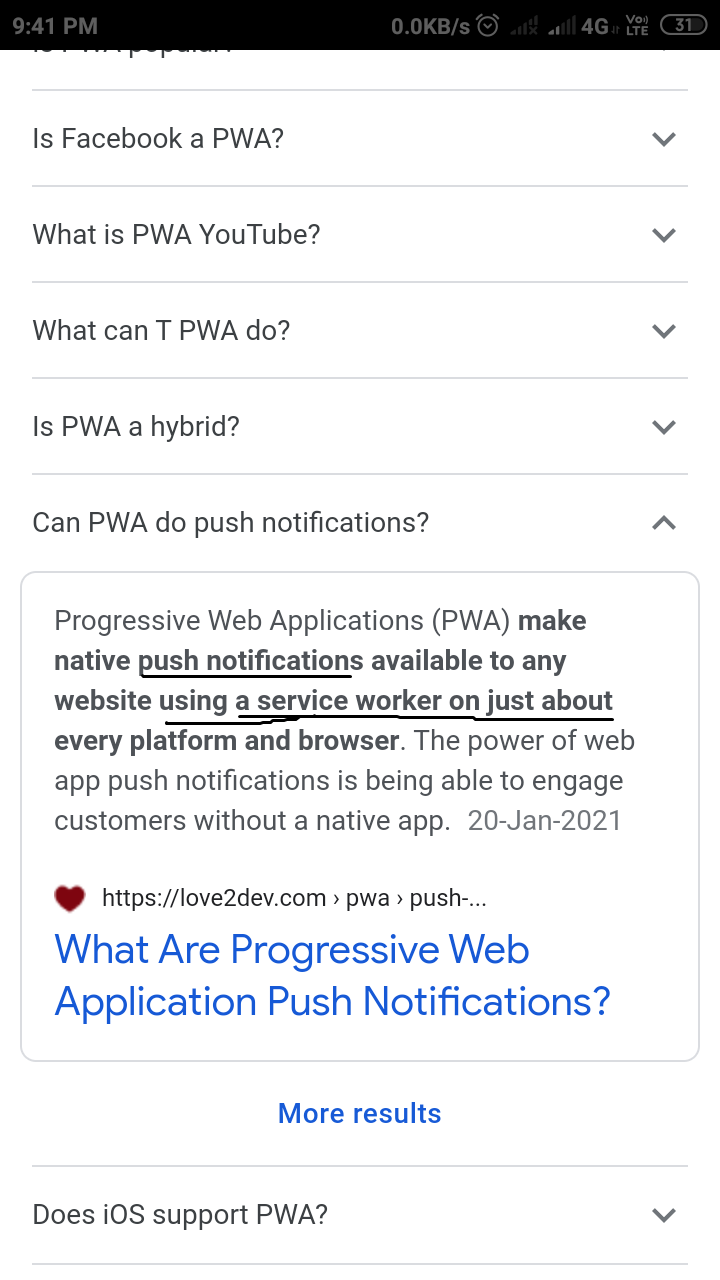 9:41 PM 0.0KB/s 4G VoLTE 31
Is Facebook a PWA?
What is PWA YouTube?
What can T PWA do?
Is PWA a hybrid?
Can PWA do push notifications?
Progressive Web Applications (PWA) make
native push notifications available to any
website using a service worker on just about
every platform and browser. The power of web
app push notifications is being able to engage
customers without a native app. 20-Jan-2021
https://love2dev.com › pwa › push-...
What Are Progressive Web
Application Push Notifications?
More results
Does iOS support PWA?